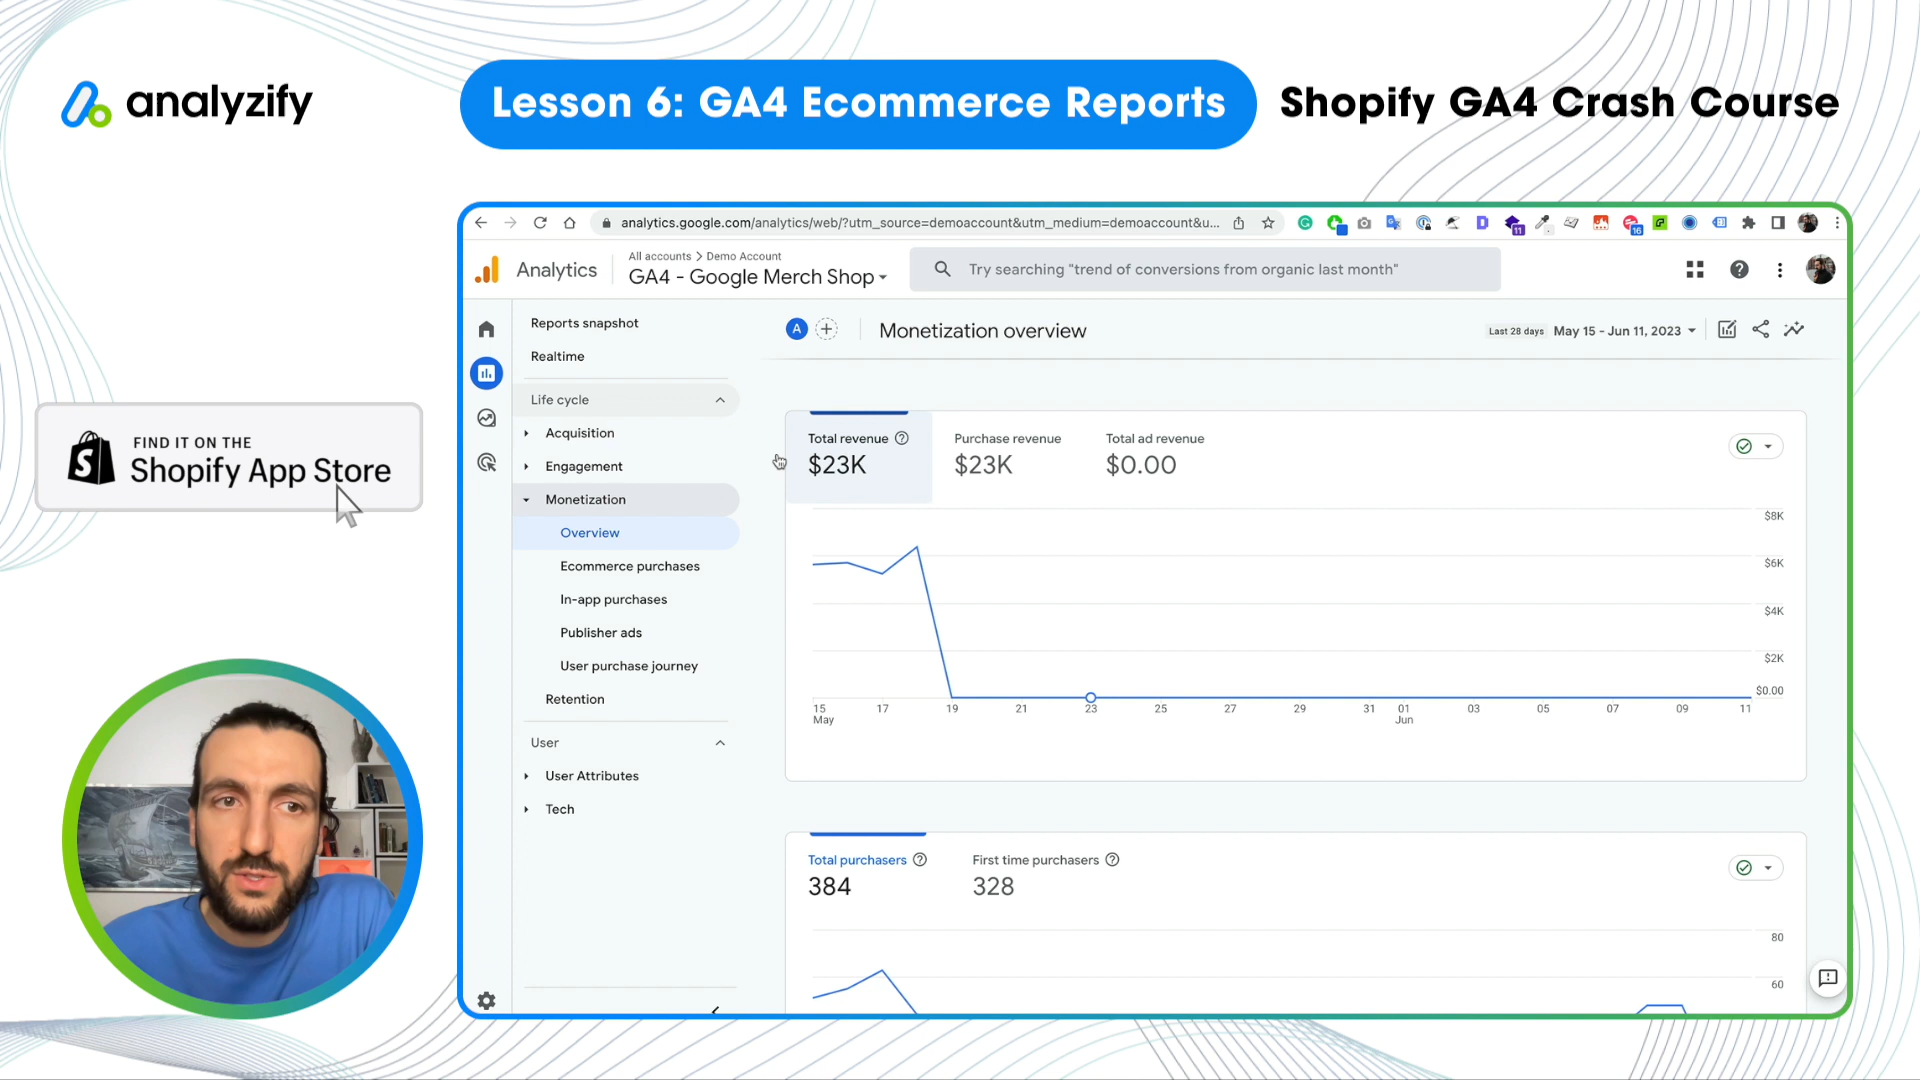 analyzify
Lesson 6: GA4 Ecommerce Reports
Shopify GA4 Crash Course
FIND IT ON THE
Shopify App Store
analytics.google.com/analytics/web/?utm_source=demoaccount&utm_medium=demoaccount&u...
11
16
Analytics
All accounts > Demo Account
GA4 - Google Merch Shop
Try searching "trend of conversions from organic last month"
Reports snapshot
Realtime
Life cycle
Acquisition
Engagement
Monetization
Overview
Ecommerce purchases
In-app purchases
Publisher ads
User purchase journey
Retention
User
User Attributes
Tech
A
Monetization overview
Last 28 days
May 15 - Jun 11, 2023
Total revenue
$23K
Purchase revenue
$23K
Total ad revenue
$0.00
$8K
$6K
$4K
$2K
$0.00
15 17 19 21 23 25 27 29 31 01 03 05 07 09 11
May Jun
Total purchasers
384
First time purchasers
328
80
60